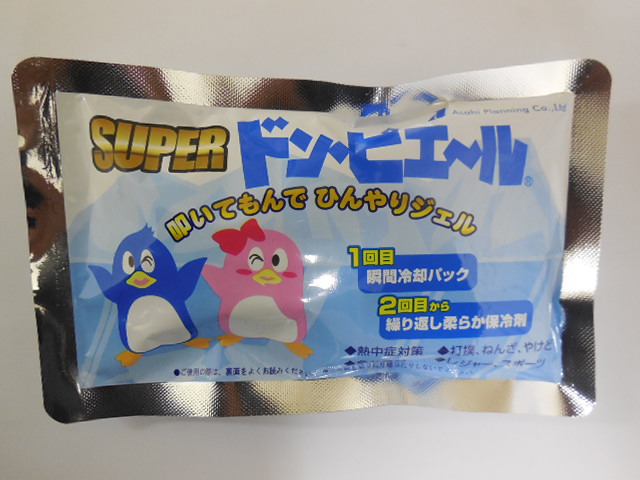 Asahi Planning Co.,Ltd
SUPER ドン・ヒエ〜ル®
叩いてもんで ひんやりジェル
1回目
瞬間冷却パック
2回目から
繰り返し柔らか保冷剤
◆熱中症対策 ◆打撲、ねんざ、やけど
レジャー、スポーツ
●ご使用の際は、裏面をよくお読みくだ